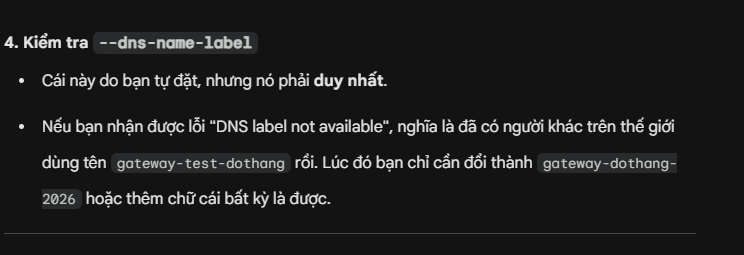 4. Kiểm tra --dns-name-label
• Cái này do bạn tự đặt, nhưng nó phải duy nhất.
• Nếu bạn nhận được lỗi "DNS label not available", nghĩa là đã có người khác trên thế giới
dùng tên gateway-test-dothang rồi. Lúc đó bạn chỉ cần đổi thành gateway-dothang-
2026 hoặc thêm chữ cái bất kỳ là được.